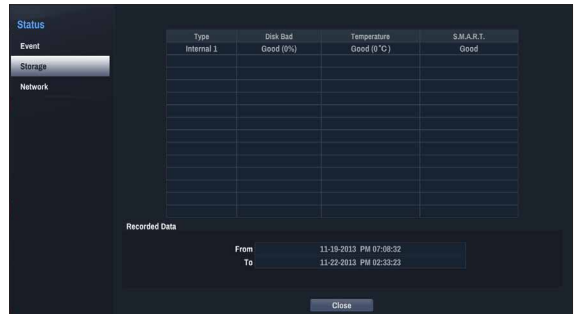 Status
Event
Storage
Network
Type Disk Bad Temperature S.M.A.R.T.
Internal 1 Good (0%) Good (0°C) Good
Recorded Data
From 11-19-2013 PM 07:08:32
To 11-22-2013 PM 02:33:23
Close